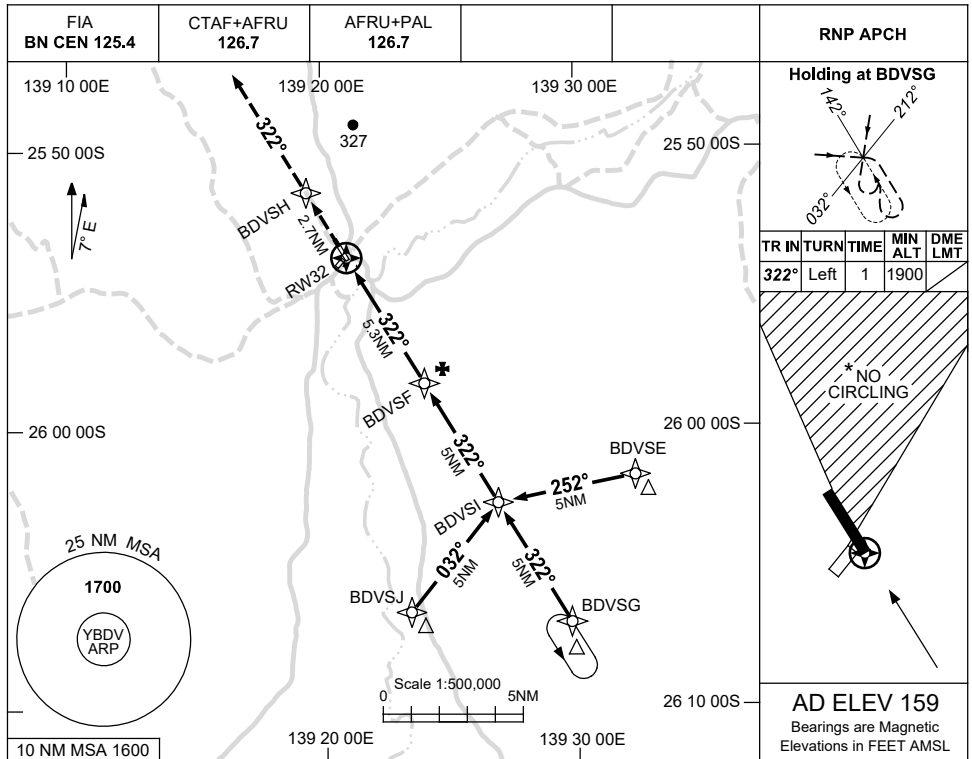 FIA
BN CEN 125.4
CTAF+AFRU
126.7
AFRU+PAL
126.7
RNP APCH
139 10 00E
139 20 00E
139 30 00E
Holding at BDVSG
142°
212°
032°
TR IN TURN TIME MIN ALT DME LMT
322° Left 1 1900
322°
327
25 50 00S
25 50 00S
7° E
BDVSH
2.7NM
RW32
322°
5.3NM
BDVSF
* NO
CIRCLING
26 00 00S
26 00 00S
322°
5NM
BDVSE
252°
5NM
BDVSI
032°
5NM
322°
5NM
BDVSJ
BDVSG
25 NM MSA
1700
YBDV
ARP
Scale 1:500,000
0 5NM
26 10 00S
AD ELEV 159
Bearings are Magnetic
Elevations in FEET AMSL
10 NM MSA 1600
139 20 00E
139 30 00E